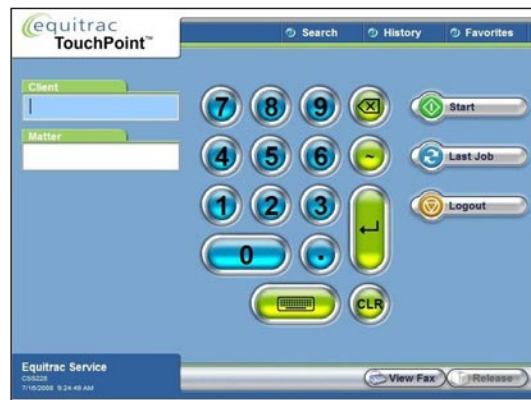 equitrac
TouchPoint™
Search
History
Favorites
Client
Matter
7
8
9
4
5
6
~
1
2
3
0
.
CLR
Start
Last Job
Logout
Equitrac Service
CSS228
7/16/2008 9:24:49 AM
View Fax
Release